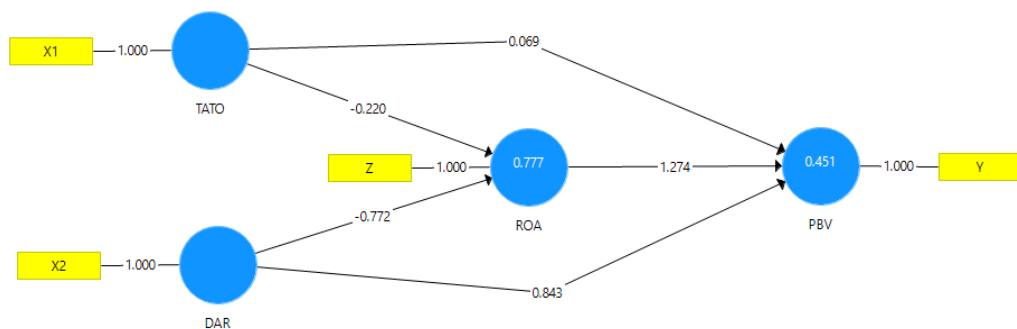 X1
1.000
TATO
0.069
-0.220
Z
1.000
0.777
ROA
1.274
0.451
PBV
1.000
Y
-0.772
X2
1.000
DAR
0.843